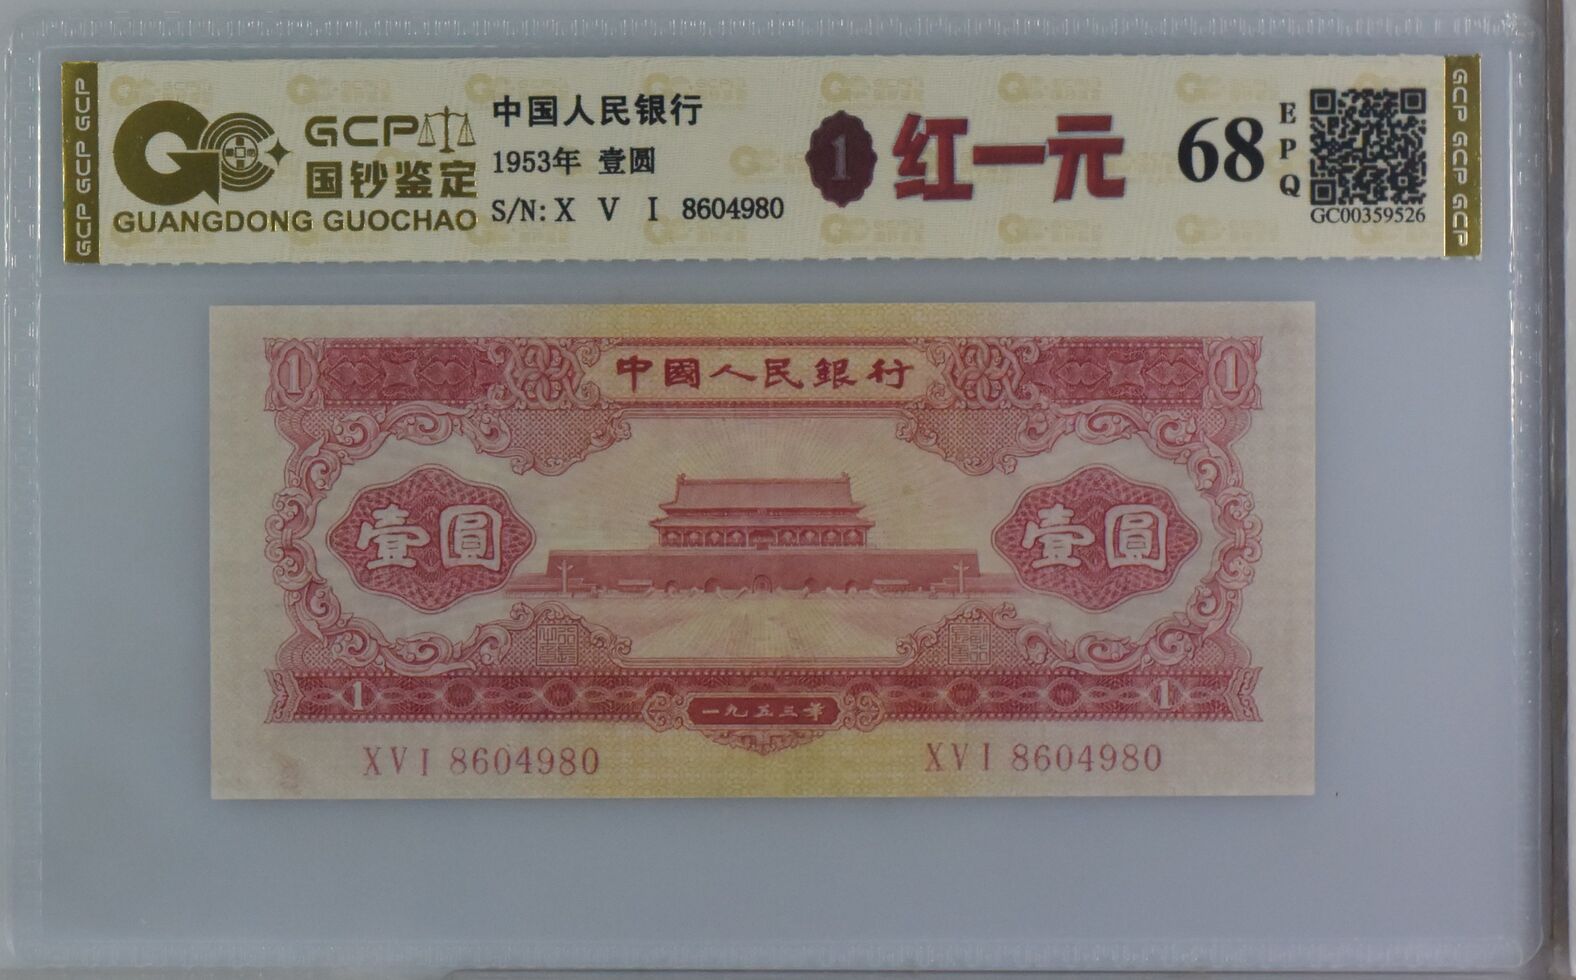 GCP GCP GCP
GCP
国钞鉴定
GUANGDONG GUOCHAO
中国人民银行
1953年 壹圆
S/N: X V I 8604980
1
红一元
68
EPQ
GC00359526
GCP GCP GCP
1
中國人民銀行
1
壹圓
壹圓
1
一九五三年
1
XVI 8604980
XVI 8604980